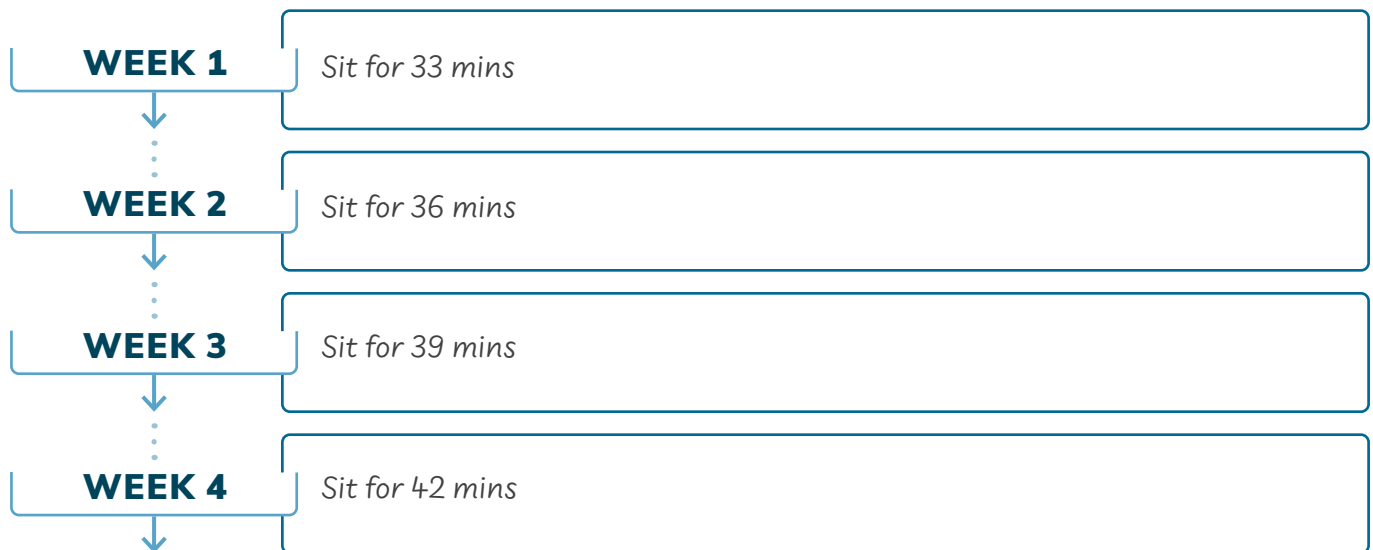 WEEK 1
Sit for 33 mins
WEEK 2
Sit for 36 mins
WEEK 3
Sit for 39 mins
WEEK 4
Sit for 42 mins